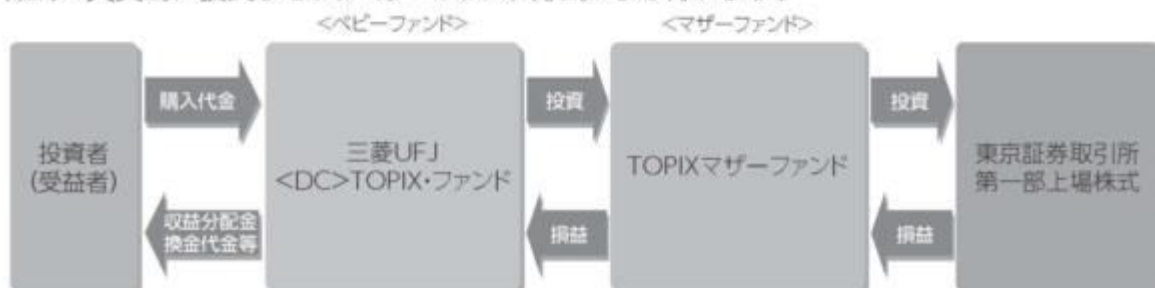 <ベビーファンド>
<マザーファンド>
購入代金
投資
投資
投資者
(受益者)
三菱UFJ
<DC>TOPIX・ファンド
TOPIXマザーファンド
東京証券取引所
第一部上場株式
収益分配金
換金代金等
損益
損益